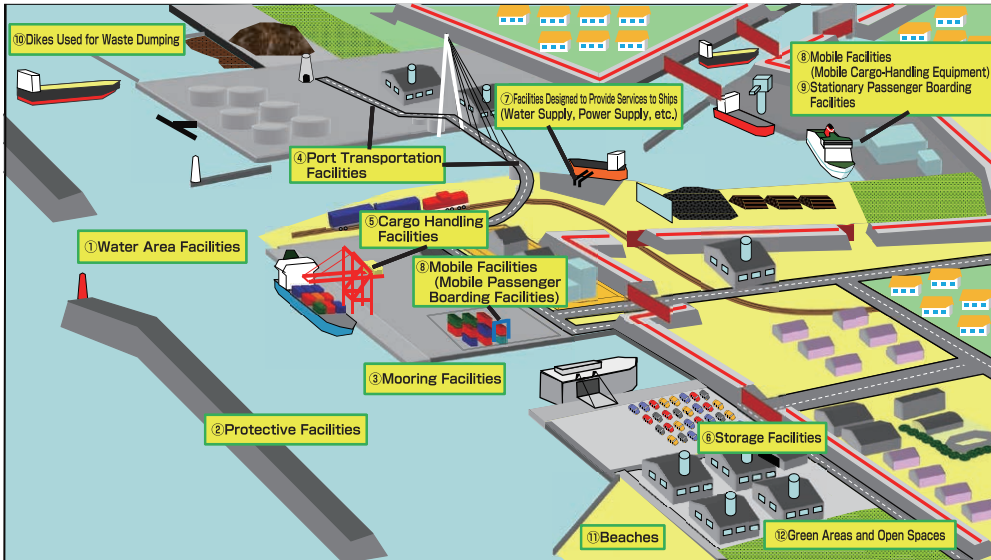 ⑩Dikes Used for Waste Dumping
⑧Mobile Facilities
(Mobile Cargo-Handling Equipment)
⑨Stationary Passenger Boarding
Facilities
⑦Facilities Designed to Provide Services to Ships
(Water Supply, Power Supply, etc.)
④Port Transportation
Facilities
⑤Cargo Handling
Facilities
①Water Area Facilities
⑧Mobile Facilities
(Mobile Passenger
Boarding Facilities)
③Mooring Facilities
②Protective Facilities
⑥Storage Facilities
⑪Beaches
⑫Green Areas and Open Spaces